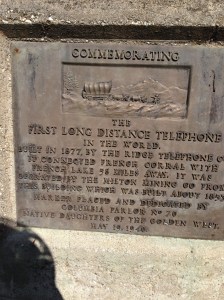 COMMEMORATING
THE
FIRST LONG DISTANCE TELEPHONE
IN THE WORLD.
BUILT IN 1877, BY THE RIDGE TELEPHONE CO
IT CONNECTED FRENCH CORRAL WITH
FRENCH LAKE 58 MILES AWAY. IT WAS
OPERATED BY THE MILTON MINING CO FROM
THIS BUILDING WHICH WAS BUILT ABOUT 1853.
MARKER PLACED AND DEDICATED BY
COLUMBIA PARLOR Nº 70
NATIVE DAUGHTERS OF THE GOLDEN WEST.
MAY 19, 1940